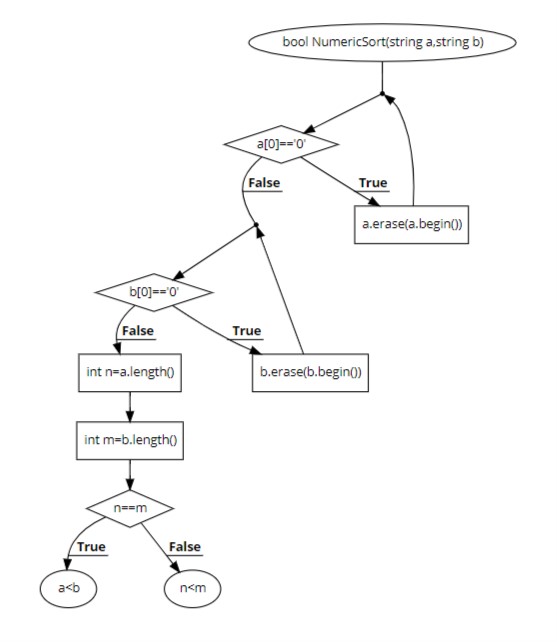 bool NumericSort(string a,string b)
a[0]=='0'
False
True
a.erase(a.begin())
b[0]=='0'
False
True
int n=a.length()
b.erase(b.begin())
int m=b.length()
n==m
True
False
a<b
n<m